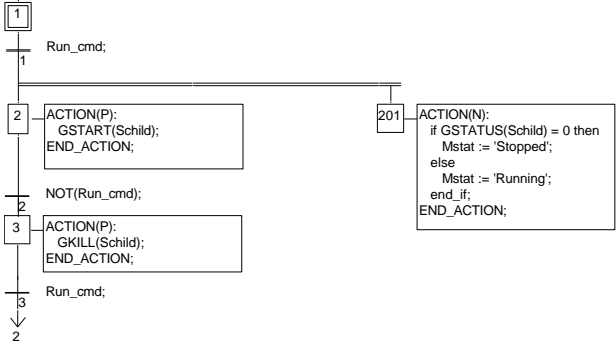 1
Run_cmd;
1
2
ACTION(P):
GSTART(Schild);
END_ACTION;
201
ACTION(N):
if GSTATUS(Schild) = 0 then
Mstat := 'Stopped';
else
Mstat := 'Running';
end_if;
END_ACTION;
NOT(Run_cmd);
2
3
ACTION(P):
GKILL(Schild);
END_ACTION;
Run_cmd;
3
2